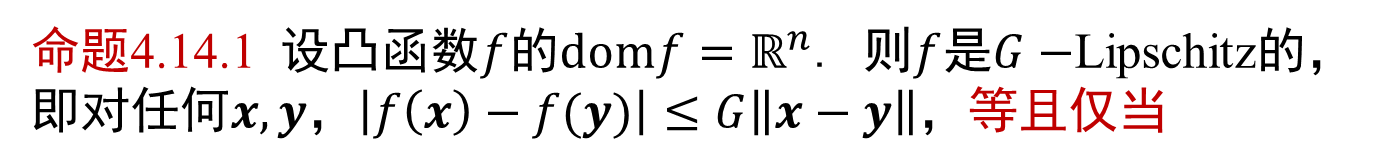 命题4.14.1 设凸函数𝑓的dom𝑓 = ℝⁿ. 则𝑓是𝐺 −Lipschitz的，
即对任何𝒙, 𝒚，|𝑓(𝒙) − 𝑓(𝒚)| ≤ 𝐺‖𝒙 − 𝒚‖，等且仅当